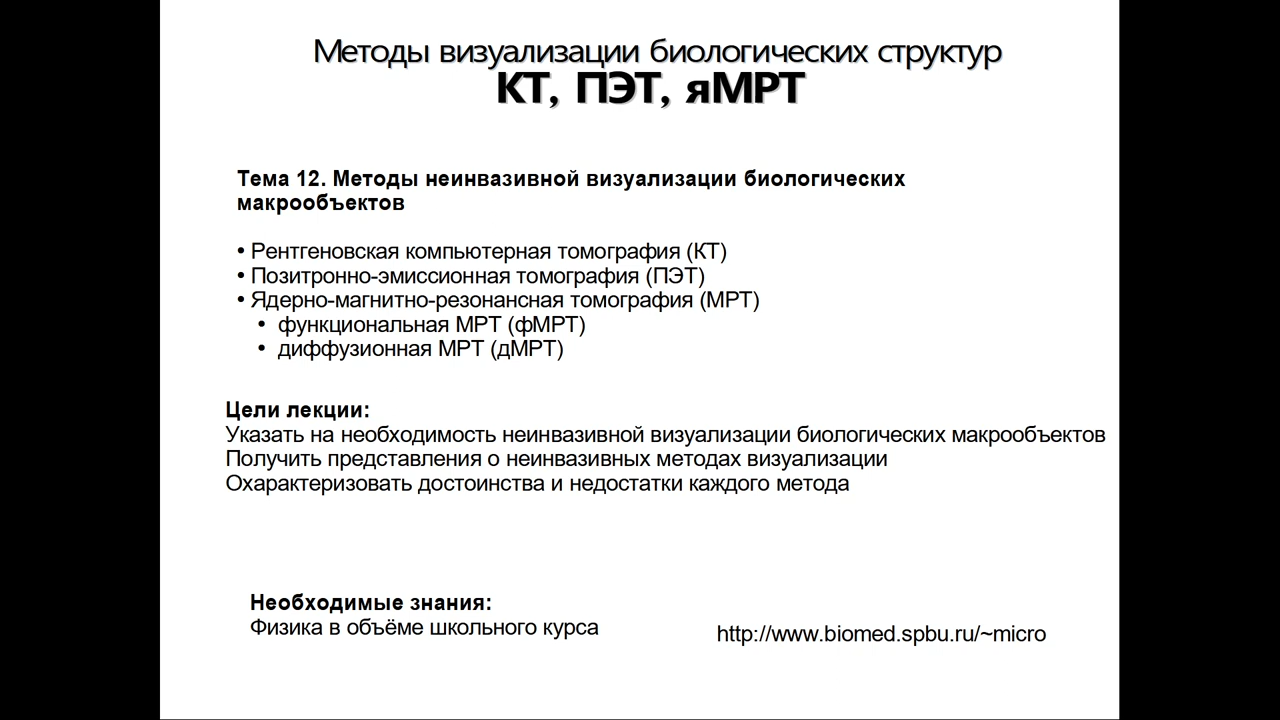 Методы визуализации биологических структур
КТ, ПЭТ, яМРТ
Тема 12. Методы неинвазивной визуализации биологических
макрообъектов
• Рентгеновская компьютерная томография (КТ)
• Позитронно-эмиссионная томография (ПЭТ)
• Ядерно-магнитно-резонансная томография (МРТ)
• функциональная МРТ (фМРТ)
• диффузионная МРТ (дМРТ)
Цели лекции:
Указать на необходимость неинвазивной визуализации биологических макрообъектов
Получить представления о неинвазивных методах визуализации
Охарактеризовать достоинства и недостатки каждого метода
Необходимые знания:
Физика в объёме школьного курса
http://www.biomed.spbu.ru/~micro